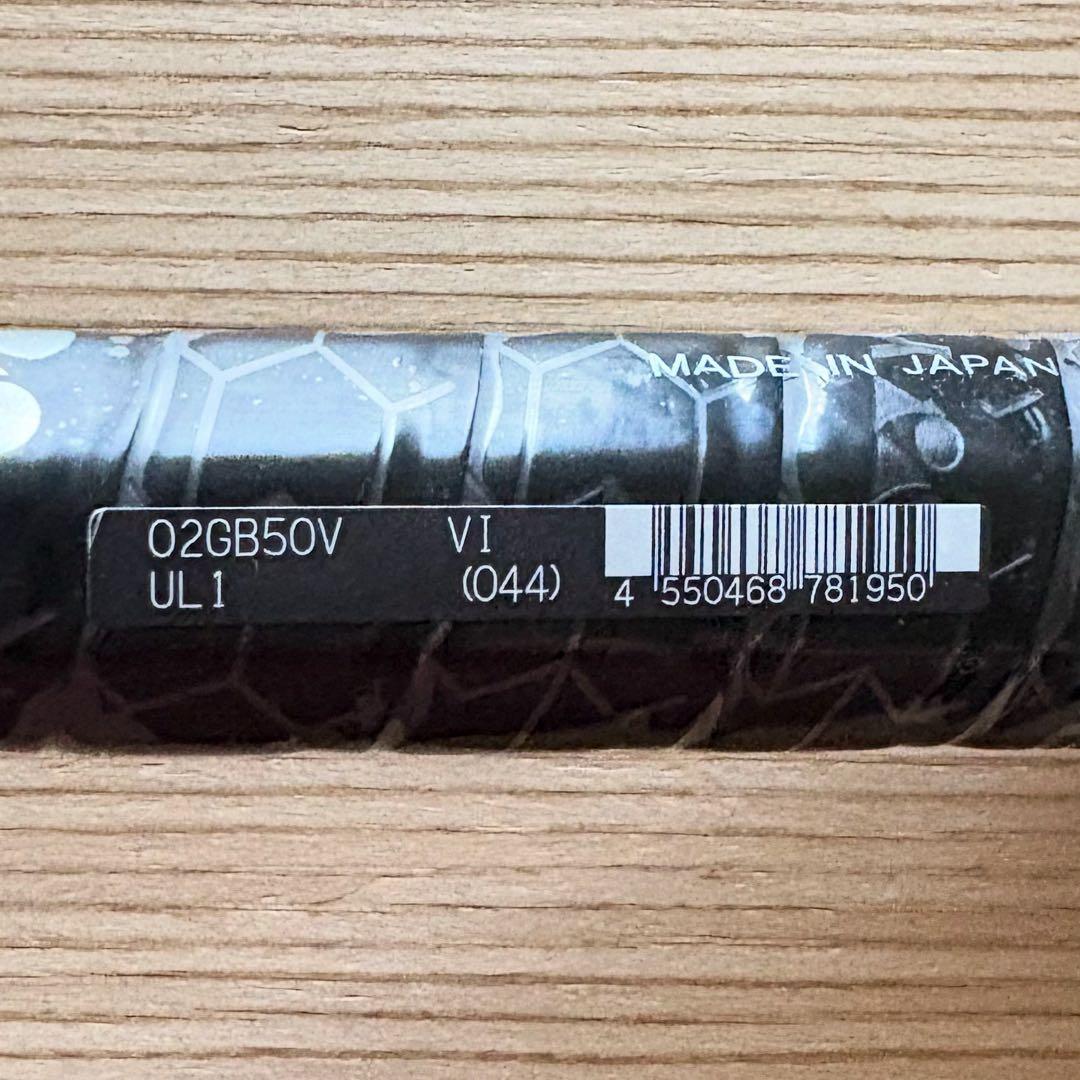 MADE IN JAPAN
02GB50V VI
UL1 (044)
4 550468 781950